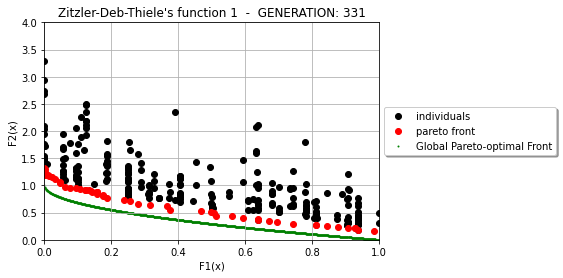 Zitzler-Deb-Thiele's function 1 - GENERATION: 331
4.0
3.5
3.0
2.5
2.0
1.5
1.0
0.5
0.0
F2(x)
0.0 0.2 0.4 0.6 0.8 1.0
F1(x)
individuals
pareto front
Global Pareto-optimal Front